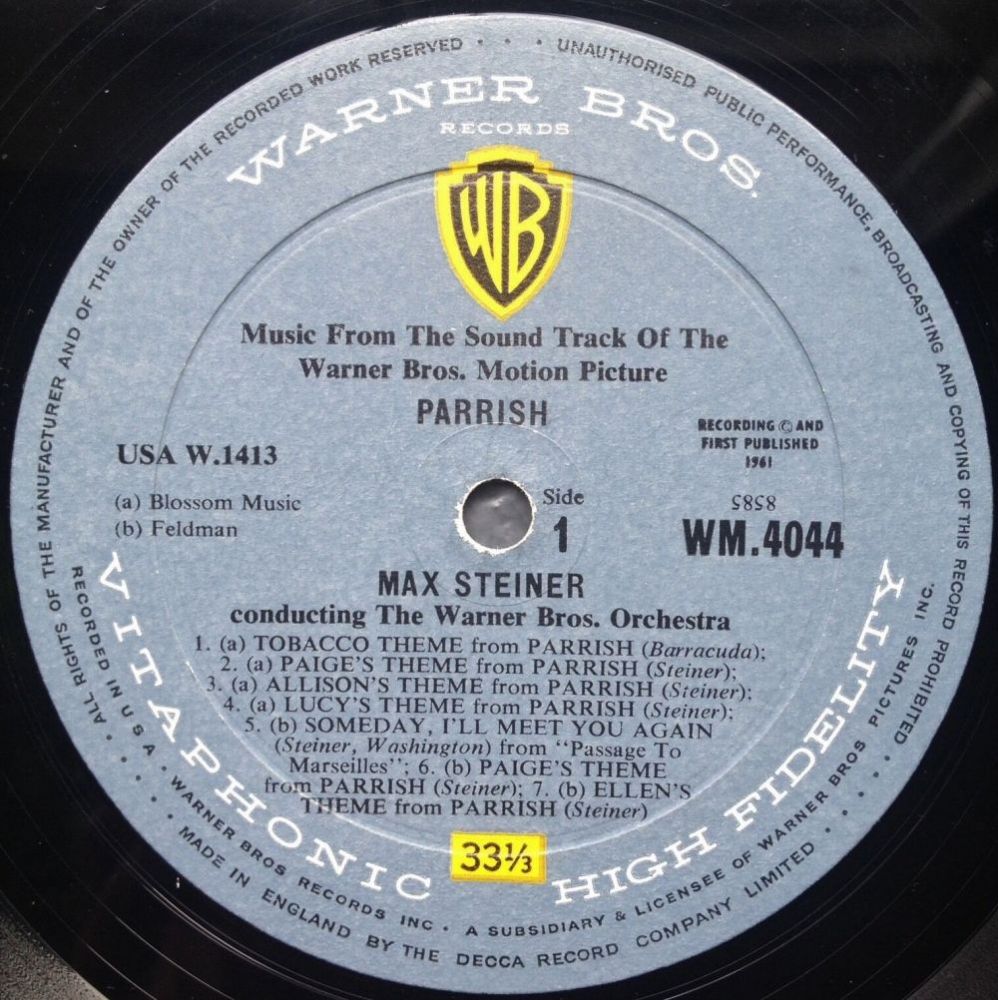 ALL RIGHTS OF THE MANUFACTURER AND OF THE OWNER OF THE RECORDED WORK RESERVED · · · UNAUTHORISED PUBLIC PERFORMANCE, BROADCASTING AND COPYING OF THIS RECORD PROHIBITED
WARNER BROS.
RECORDS
WB
Music From The Sound Track Of The
Warner Bros. Motion Picture
PARRISH
RECORDING © AND
FIRST PUBLISHED
1961
USA W.1413
(a) Blossom Music
(b) Feldman
Side
1
5858
WM.4044
MAX STEINER
conducting The Warner Bros. Orchestra
1. (a) TOBACCO THEME from PARRISH (Barracuda);
2. (a) PAIGE'S THEME from PARRISH (Steiner);
3. (a) ALLISON'S THEME from PARRISH (Steiner);
4. (a) LUCY'S THEME from PARRISH (Steiner);
5. (b) SOMEDAY, I'LL MEET YOU AGAIN
(Steiner, Washington) from "Passage To
Marseilles"; 6. (b) PAIGE'S THEME
from PARRISH (Steiner); 7. (b) ELLEN'S
THEME from PARRISH (Steiner)
33⅓
VITAPHONIC HIGH FIDELITY
RECORDED IN U S A · WARNER BROS RECORDS INC · A SUBSIDIARY & LICENSEE OF WARNER BROS PICTURES INC.
MADE IN ENGLAND BY THE DECCA RECORD COMPANY LIMITED